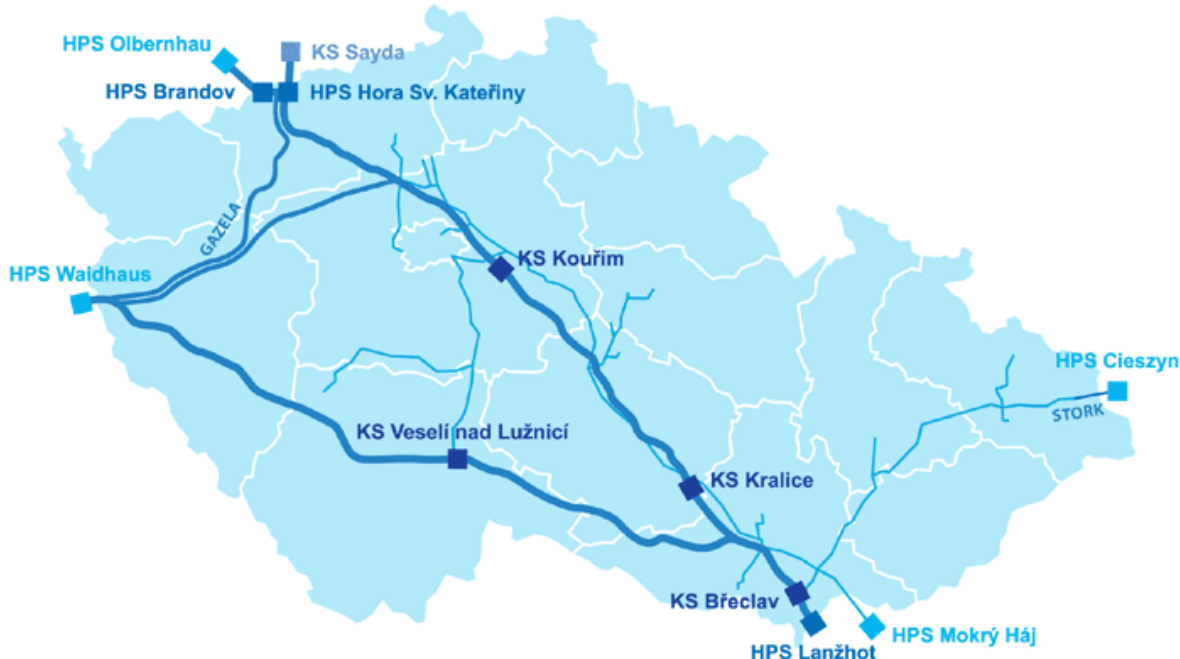 HPS Olbernhau
KS Sayda
HPS Brandov
HPS Hora Sv. Kateřiny
GAZELA
KS Kouřim
HPS Waidhaus
HPS Cieszyn
STORK
KS Veselí nad Lužnicí
KS Kralice
KS Břeclav
HPS Mokrý Háj
HPS Lanžhot